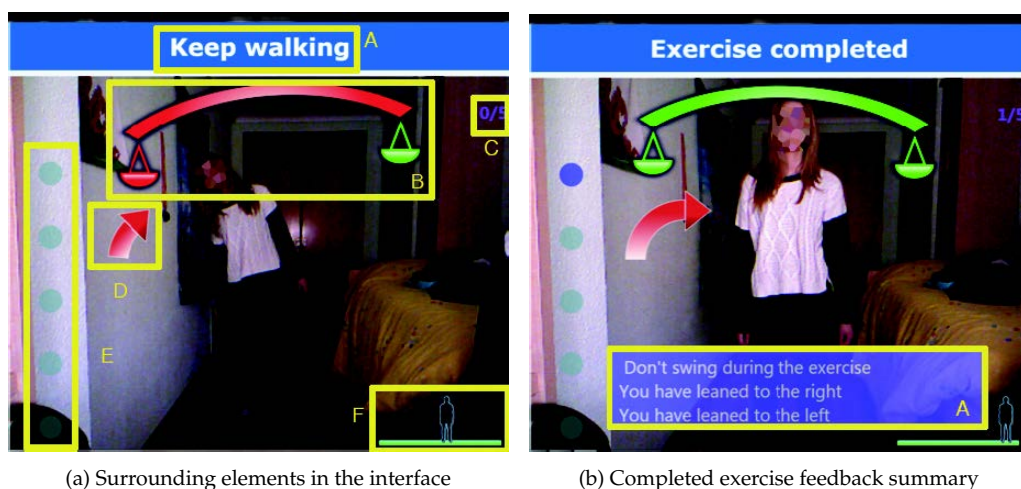 Keep walking
A
B
0/5
C
D
E
F
(a) Surrounding elements in the interface
Exercise completed
1/5
Don't swing during the exercise
You have leaned to the right
You have leaned to the left
A
(b) Completed exercise feedback summary